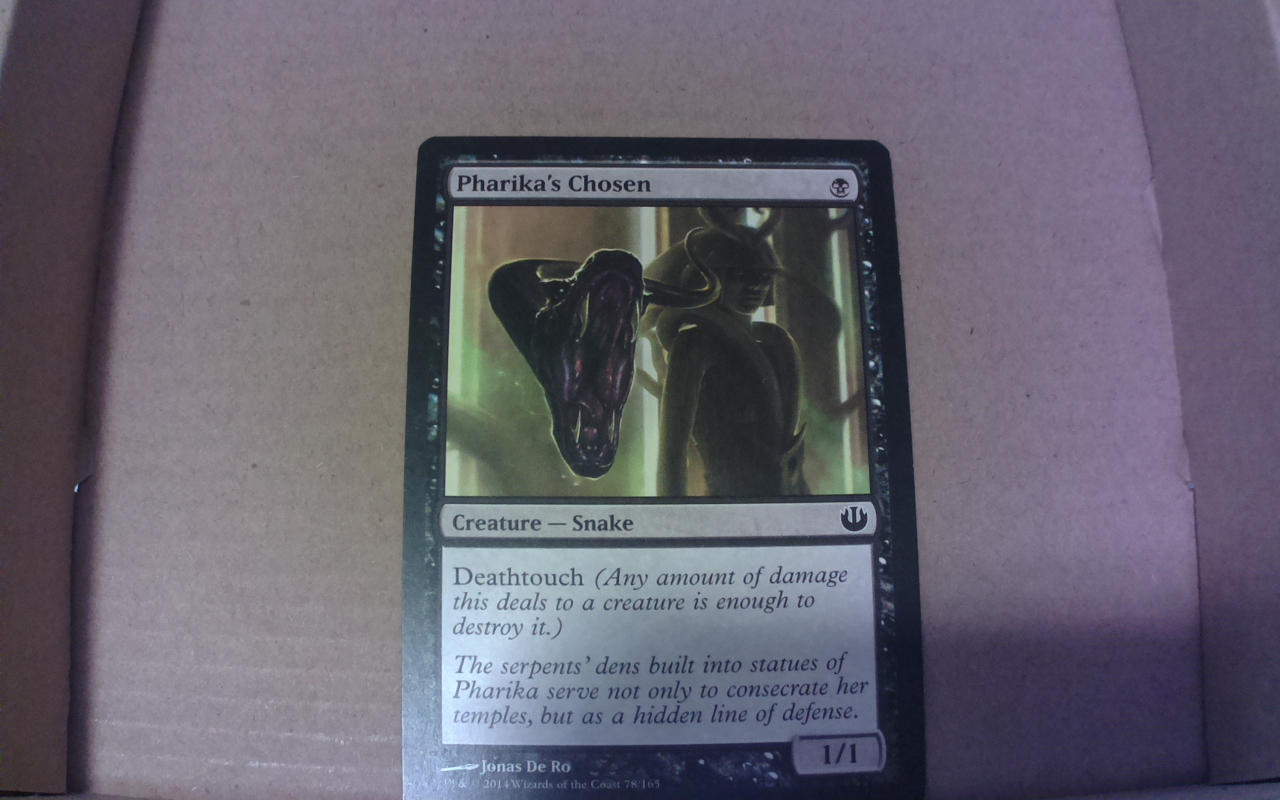 Pharika's Chosen
Creature — Snake
Deathtouch (Any amount of damage
this deals to a creature is enough to
destroy it.)
The serpents' dens built into statues of
Pharika serve not only to consecrate her
temples, but as a hidden line of defense.
1/1
Jonas De Ro
™ & © 2014 Wizards of the Coast 78/165